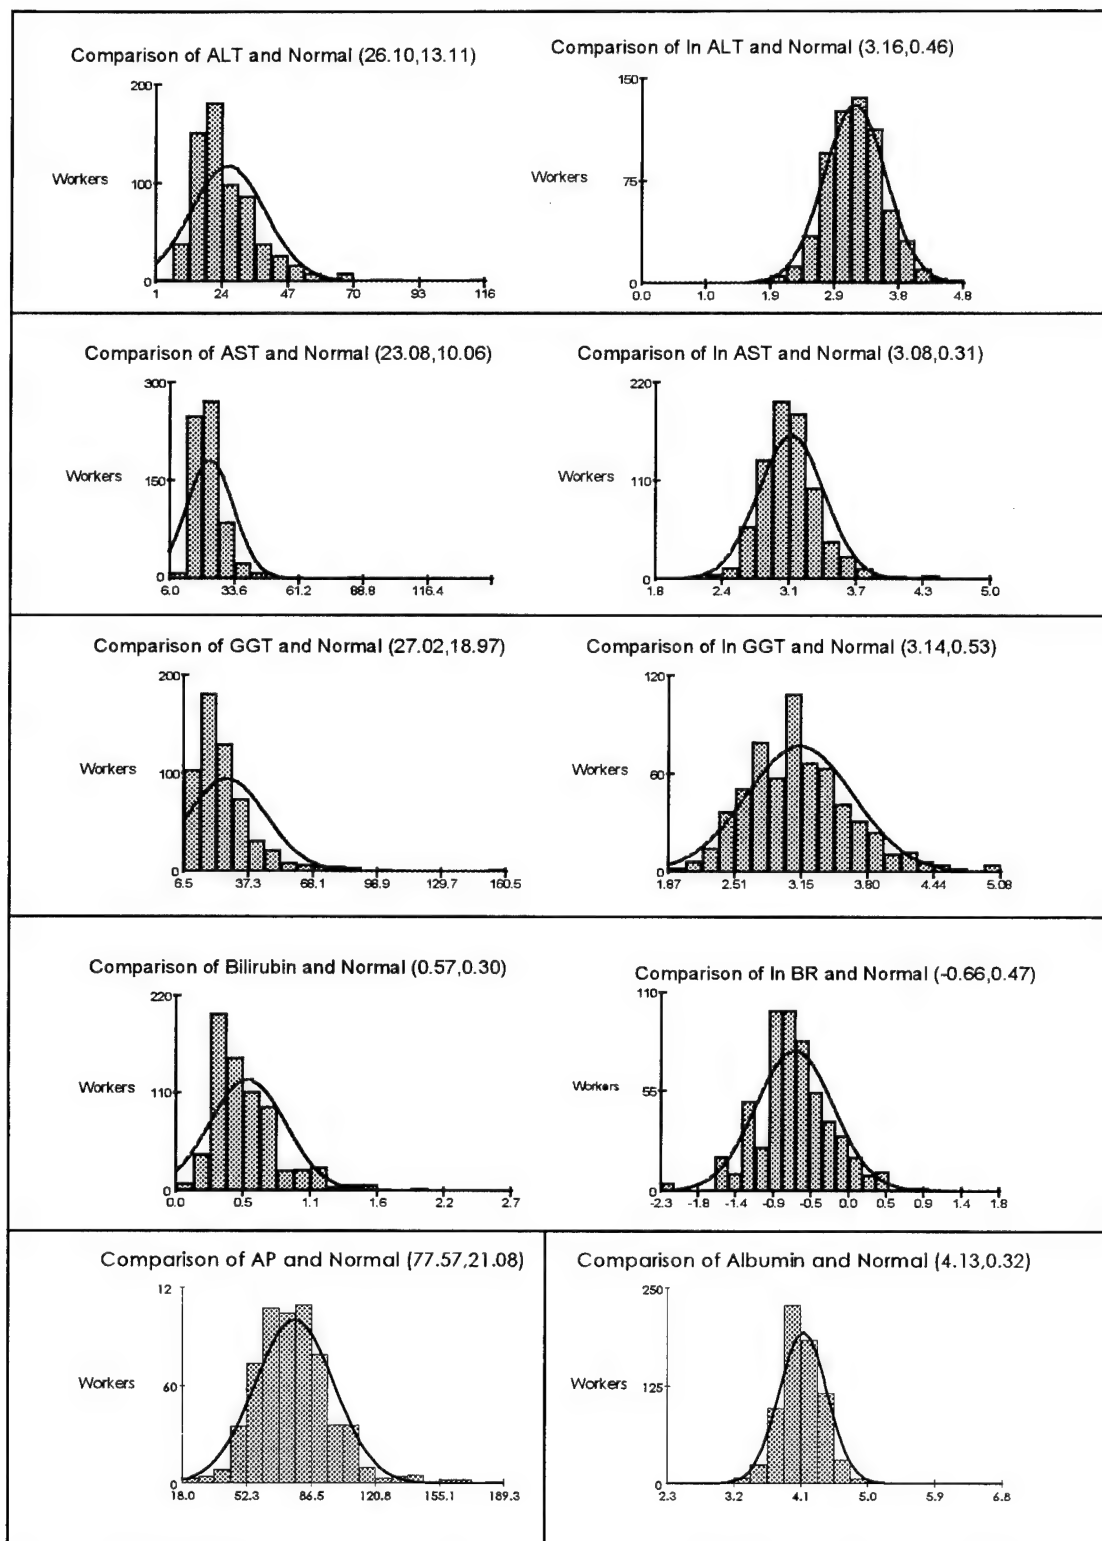 Comparison of ALT and Normal (26.10,13.11)
200
Workers
100
0
1 24 47 70 93 116
Comparison of ln ALT and Normal (3.16,0.46)
150
Workers
75
0
0.0 1.0 1.9 2.9 3.8 4.8
Comparison of AST and Normal (23.08,10.06)
300
Workers
150
0
6.0 33.6 61.2 88.8 116.4
Comparison of ln AST and Normal (3.08,0.31)
220
Workers
110
0
1.8 2.4 3.1 3.7 4.3 5.0
Comparison of GGT and Normal (27.02,18.97)
200
Workers
100
0
6.5 37.3 68.1 98.9 129.7 160.5
Comparison of ln GGT and Normal (3.14,0.53)
120
Workers
60
0
1.87 2.51 3.15 3.80 4.44 5.08
Comparison of Bilirubin and Normal (0.57,0.30)
220
Workers
110
0
0.0 0.5 1.1 1.6 2.2 2.7
Comparison of ln BR and Normal (-0.66,0.47)
110
Workers
55
0
-2.3 -1.8 -1.4 -0.9 -0.5 0.0 0.5 0.9 1.4 1.8
Comparison of AP and Normal (77.57,21.08)
12
Workers
60
0
18.0 52.3 86.5 120.8 155.1 189.3
Comparison of Albumin and Normal (4.13,0.32)
250
Workers
125
0
2.3 3.2 4.1 5.0 5.9 6.8